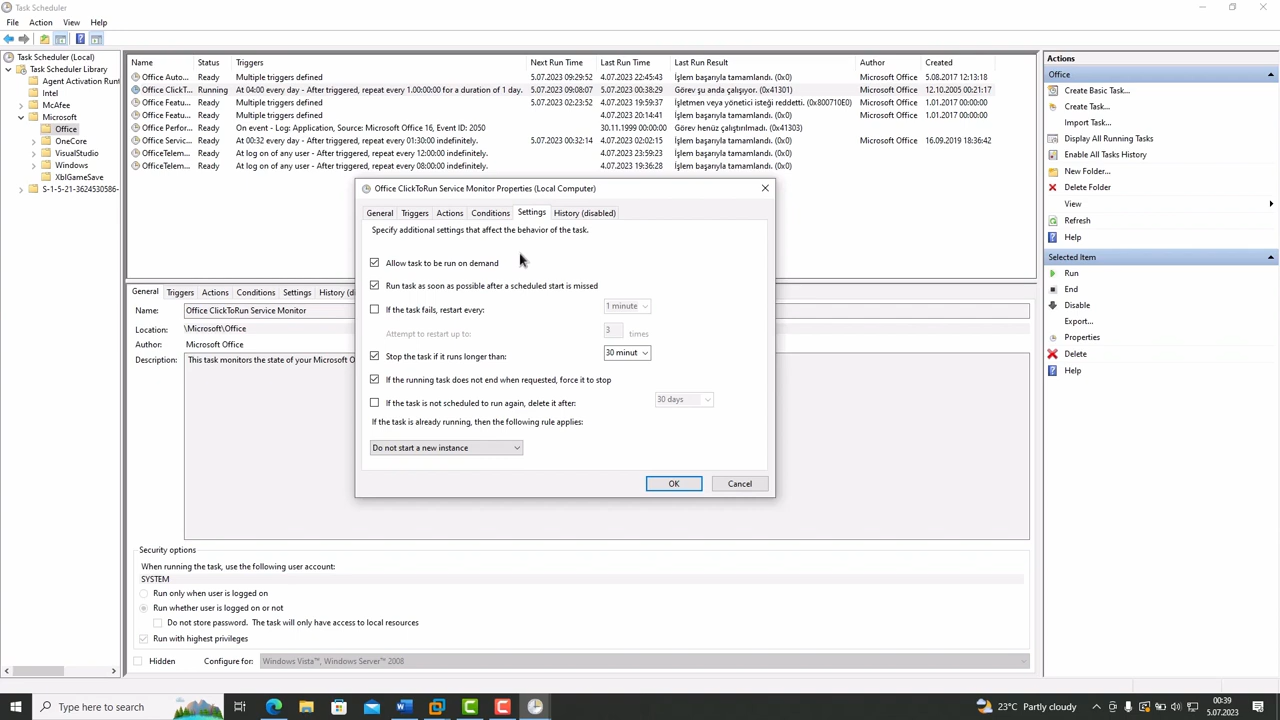 Task Scheduler
File Action View Help
Task Scheduler (Local)
Task Scheduler Library
Agent Activation Runt
Intel
McAfee
Microsoft
Office
OneCore
VisualStudio
Windows
XblGameSave
S-1-5-21-3624530586-
Name Status Triggers Next Run Time Last Run Time Last Run Result Author Created
Office Auto... Ready Multiple triggers defined 5.07.2023 09:29:52 4.07.2023 22:45:43 İşlem başarıyla tamamlandı. (0x0) Microsoft Office 5.08.2017 12:13:18
Office ClickT... Running At 04:00 every day - After triggered, repeat every 1.00:00:00 for a duration of 1 day. 5.07.2023 09:08:07 5.07.2023 00:38:29 Görev şu anda çalışıyor. (0x41301) Microsoft Office 12.10.2005 00:21:17
Office Featu... Ready Multiple triggers defined 5.07.2023 02:23:52 4.07.2023 19:59:37 İşletmen veya yönetici isteği reddetti. (0x800710E0) Microsoft Office 1.01.2017 00:00:00
Office Featu... Ready Multiple triggers defined 4.07.2023 20:14:41 İşlem başarıyla tamamlandı. (0x0) Microsoft Office 1.01.2017 00:00:00
Office Perfor... Ready On event - Log: Application, Source: Microsoft Office 16, Event ID: 2050 30.11.1999 00:00:00 Görev henüz çalıştırılmadı. (0x41303) Microsoft Office
Office Servic... Ready At 00:32 every day - After triggered, repeat every 01:30:00 indefinitely. 5.07.2023 00:32:14 5.07.2023 02:02:15 İşlem başarıyla tamamlandı. (0x0) Microsoft Office 16.09.2019 18:36:42
OfficeTelem... Ready At log on of any user - After triggered, repeat every 12:00:00 indefinitely. 4.07.2023 23:59:23 İşlem başarıyla tamamlandı. (0x0)
OfficeTelem... Ready At log on of any user - After triggered, repeat every 08:00:00 indefinitely. 4.07.2023 19:36:28 İşlem başarıyla tamamlandı. (0x0)
Office ClickToRun Service Monitor Properties (Local Computer)
General Triggers Actions Conditions Settings History (disabled)
Specify additional settings that affect the behavior of the task.
Allow task to be run on demand
Run task as soon as possible after a scheduled start is missed
If the task fails, restart every: 1 minute
Attempt to restart up to: 3 times
Stop the task if it runs longer than: 30 minut
If the running task does not end when requested, force it to stop
If the task is not scheduled to run again, delete it after: 30 days
If the task is already running, then the following rule applies:
Do not start a new instance
OK Cancel
General Triggers Actions Conditions Settings History (d
Name: Office ClickToRun Service Monitor
Location: \Microsoft\Office
Author: Microsoft Office
Description: This task monitors the state of your Microsoft O
Security options
When running the task, use the following user account:
SYSTEM
Run only when user is logged on
Run whether user is logged on or not
Do not store password. The task will only have access to local resources
Run with highest privileges
Hidden Configure for: Windows Vista™, Windows Server™ 2008
Actions
Office
Create Basic Task...
Create Task...
Import Task...
Display All Running Tasks
Enable All Tasks History
New Folder...
Delete Folder
View
Refresh
Help
Selected Item
Run
End
Disable
Export...
Properties
Delete
Help
Type here to search
23°C Partly cloudy
00:39
5.07.2023